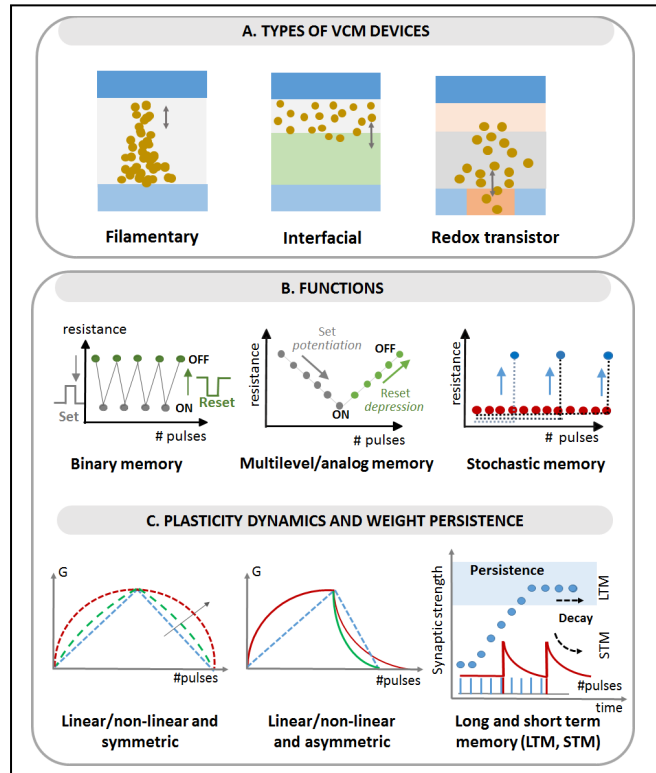 A. TYPES OF VCM DEVICES
Filamentary
Interfacial
Redox transistor
B. FUNCTIONS
resistance
OFF
ON
Set
Reset
# pulses
Binary memory
resistance
Set
potentiation
OFF
ON
Reset
depression
# pulses
Multilevel/analog memory
resistance
# pulses
Stochastic memory
C. PLASTICITY DYNAMICS AND WEIGHT PERSISTENCE
G
#pulses
Linear/non-linear and
symmetric
G
#pulses
Linear/non-linear
and asymmetric
Synaptic strength
Persistence
LTM
Decay
STM
#pulses
time
Long and short term
memory (LTM, STM)